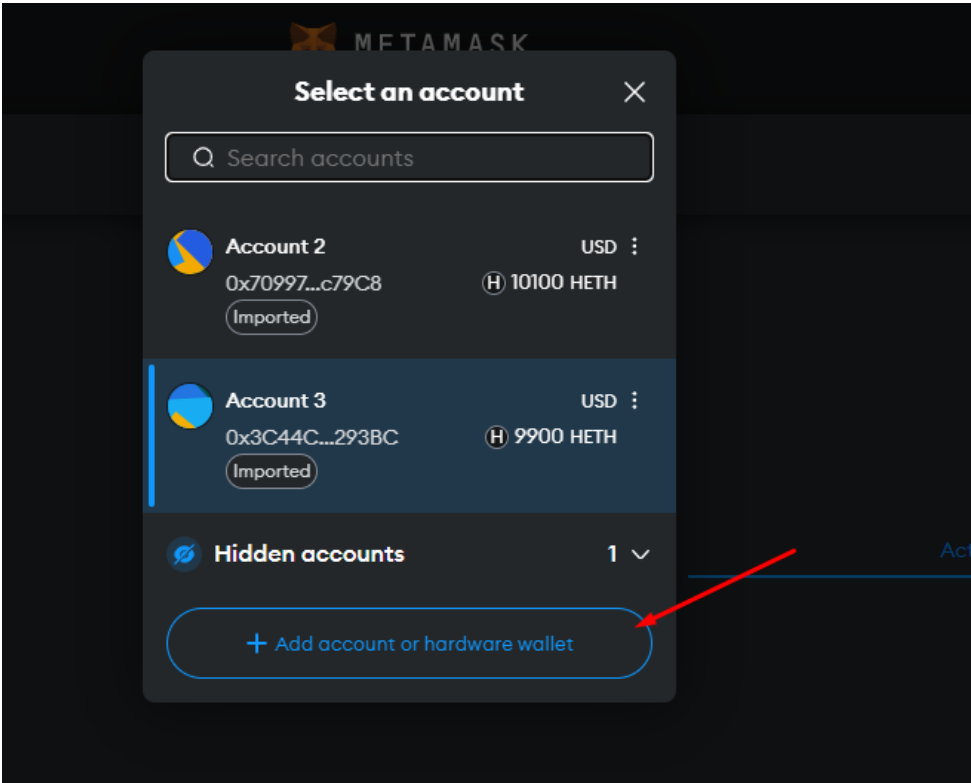 METAMASK
Select an account
Search accounts
Account 2
USD
0x70997...c79C8
H 10100 HETH
Imported
Account 3
USD
0x3C44C...293BC
H 9900 HETH
Imported
Hidden accounts
1
Act
+ Add account or hardware wallet